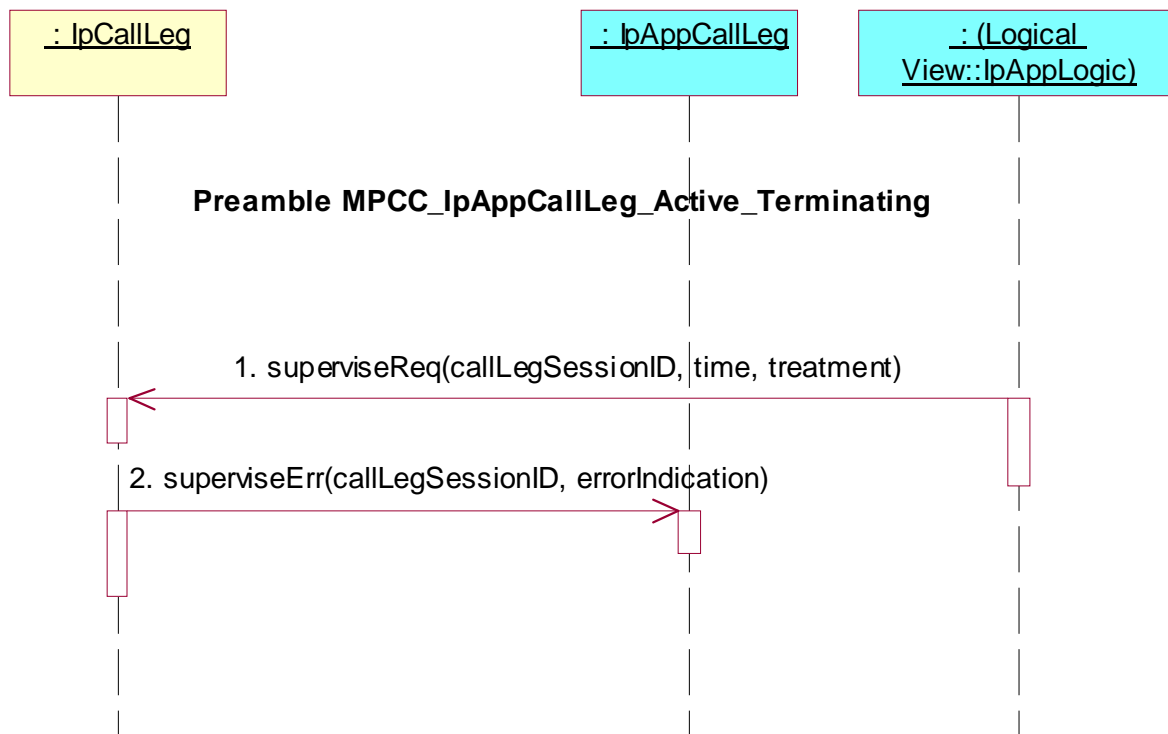 : IpCallLeg
: IpAppCallLeg
: (Logical
View::IpAppLogic)
Preamble MPCC_IpAppCallLeg_Active_Terminating
1. superviseReq(callLegSessionID, time, treatment)
2. superviseErr(callLegSessionID, errorIndication)